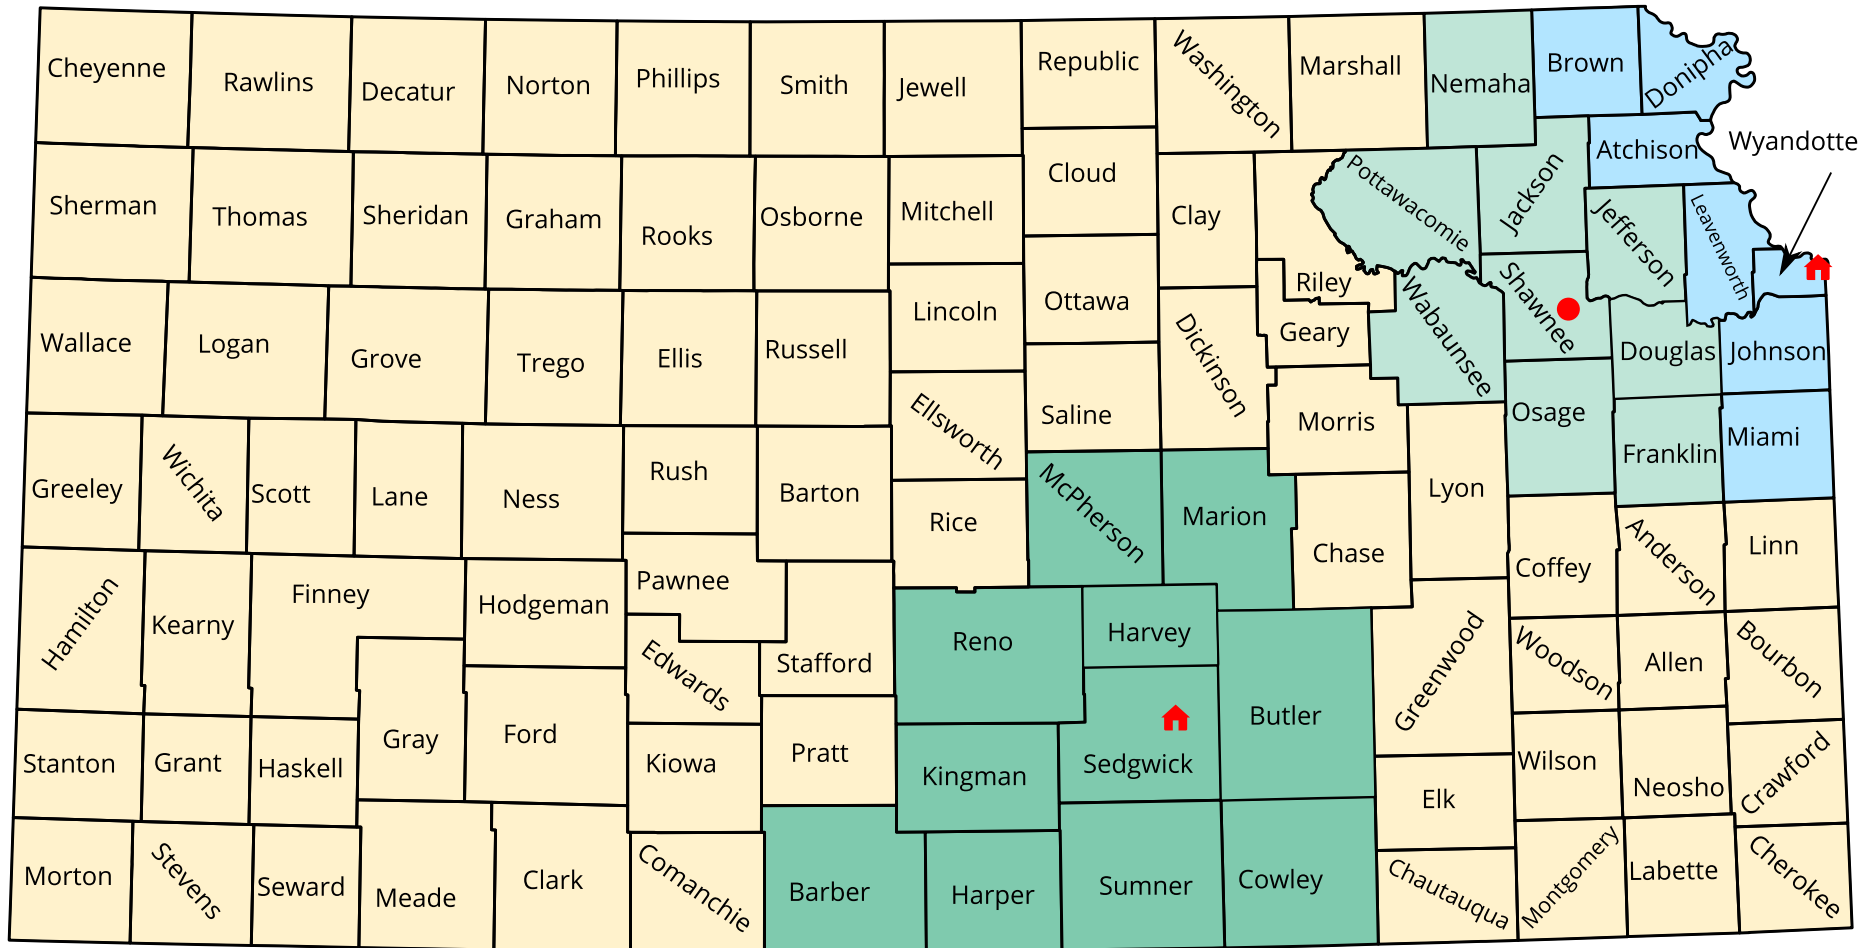 Cheyenne
Rawlins
Decatur
Norton
Phillips
Smith
Jewell
Republic
Washington
Marshall
Nemaha
Brown
Donipha
Wyandotte
Atchison
Cloud
Sherman
Thomas
Sheridan
Graham
Rooks
Osborne
Mitchell
Clay
Pottawacomie
Jackson
Jefferson
Leavenworth
Riley
Shawnee
Wabaunsee
Ottawa
Lincoln
Geary
Dickinson
Wallace
Logan
Grove
Trego
Ellis
Russell
Douglas
Johnson
Ellsworth
Saline
Morris
Osage
Franklin
Miami
Greeley
Wichita
Scott
Lane
Ness
Rush
Barton
Rice
McPherson
Marion
Chase
Lyon
Coffey
Anderson
Linn
Hamilton
Kearny
Finney
Hodgeman
Pawnee
Edwards
Stafford
Reno
Harvey
Butler
Greenwood
Woodson
Allen
Bourbon
Stanton
Grant
Haskell
Gray
Ford
Kiowa
Pratt
Kingman
Sedgwick
Elk
Wilson
Neosho
Crawford
Morton
Stevens
Seward
Meade
Clark
Comanchie
Barber
Harper
Sumner
Cowley
Chautauqua
Montgomery
Labette
Cherokee